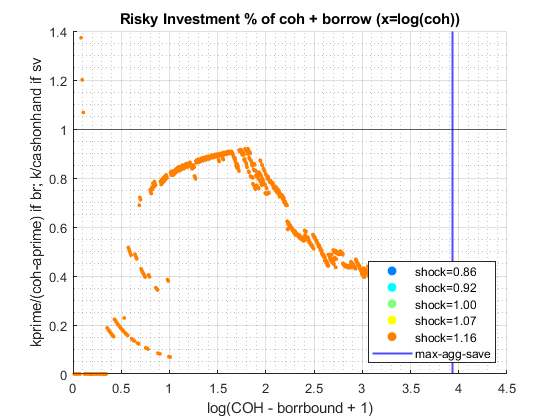 Risky Investment % of coh + borrow (x=log(coh))
kprime/(coh-aprime) if br; k/cashonhand if sv
1.4
1.2
1
0.8
0.6
0.4
0.2
0
shock=0.86
shock=0.92
shock=1.00
shock=1.07
shock=1.16
max-agg-save
0 0.5 1 1.5 2 2.5 3 3.5 4 4.5
log(COH - borrbound + 1)